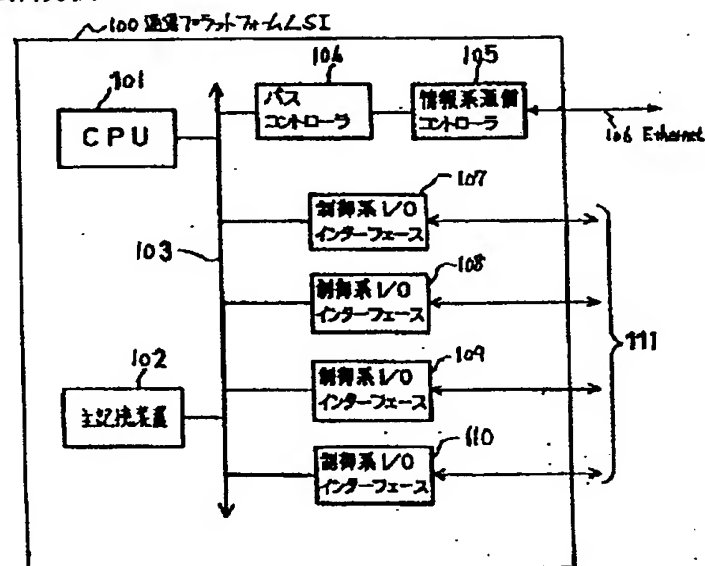 100 通信プラットフォームLSI
101
CPU
104
バス
コントローラ
105
情報系通信
コントローラ
106 Ethernet
107
制御系 I/O
インターフェース
103
108
制御系 I/O
インターフェース
109
制御系 I/O
インターフェース
111
102
主記憶装置
110
制御系 I/O
インターフェース